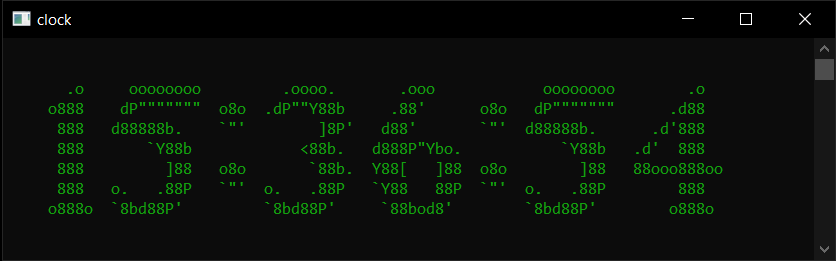 clock
   .o     oooooooo         .oooo.      .ooo            oooooooo        .o
 o888    dP"""""""  o8o  .dP""Y88b    .88'      o8o   dP"""""""      .d88
  888   d88888b.    `"'        ]8P'  d88'       `"'  d88888b.      .d'888
  888       `Y88b            <88b.  d888P"Ybo.           `Y88b   .d'  888
  888         ]88   o8o       `88b. Y88[   ]88  o8o        ]88   88ooo888oo
  888   o.   .88P   `"'  o.   .88P  `Y88   88P  `"'  o.   .88P        888
 o888o  `8bd88P'         `8bd88P'    `88bod8'        `8bd88P'        o888o